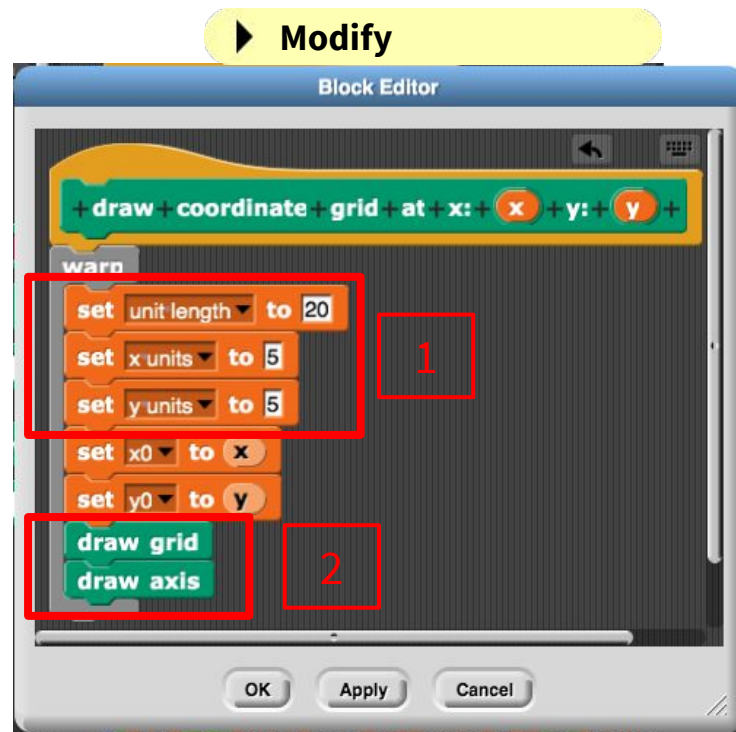 Modify
Block Editor
+draw+coordinate+grid+at+x:+ x +y:+ y +
warp
set unit length to 20
set x units to 5
1
set y units to 5
set x0 to x
set y0 to y
draw grid
2
draw axis
OK Apply Cancel